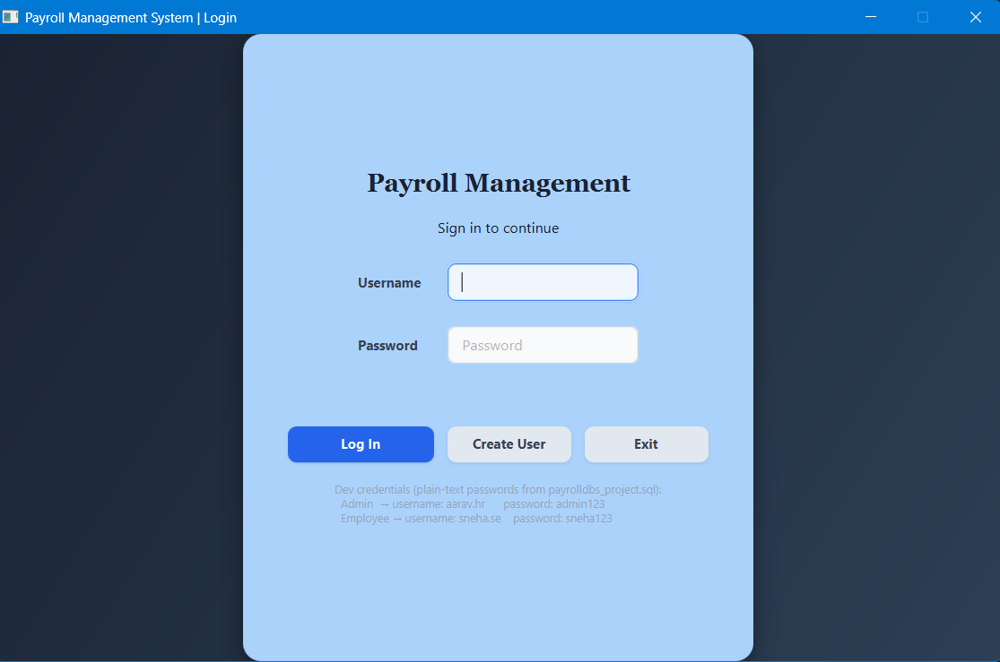 Payroll Management System | Login
Payroll Management
Sign in to continue
Username
Password Password
Log In Create User Exit
Dev credentials (plain-text passwords from payrolldbs_project.sql):
Admin → username: aarav.hr password: admin123
Employee → username: sneha.se password: sneha123